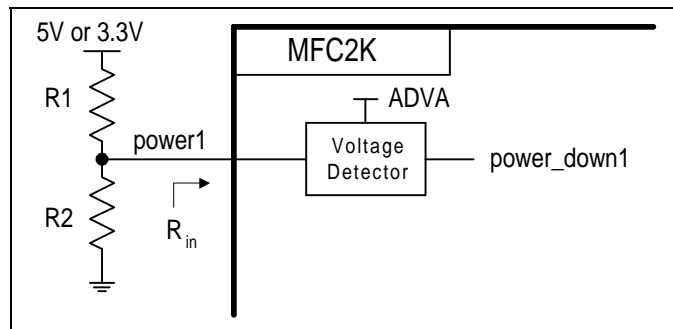 5V or 3.3V
MFC2K
R1
ADVA
power1
Voltage
Detector
power_down1
R2
R in